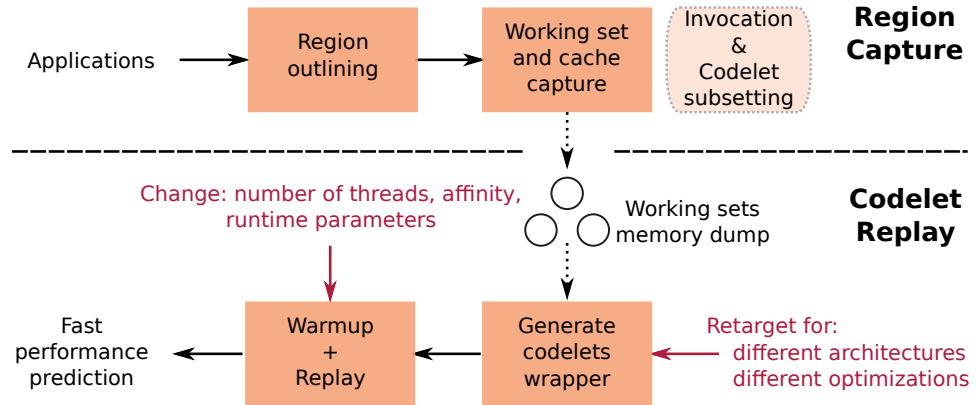 Applications
Region
outlining
Working set
and cache
capture
Invocation
&
Codelet
subsetting
Region
Capture
Change: number of threads, affinity,
runtime parameters
Working sets
memory dump
Codelet
Replay
Fast
performance
prediction
Warmup
+
Replay
Generate
codelets
wrapper
Retarget for:
different architectures
different optimizations